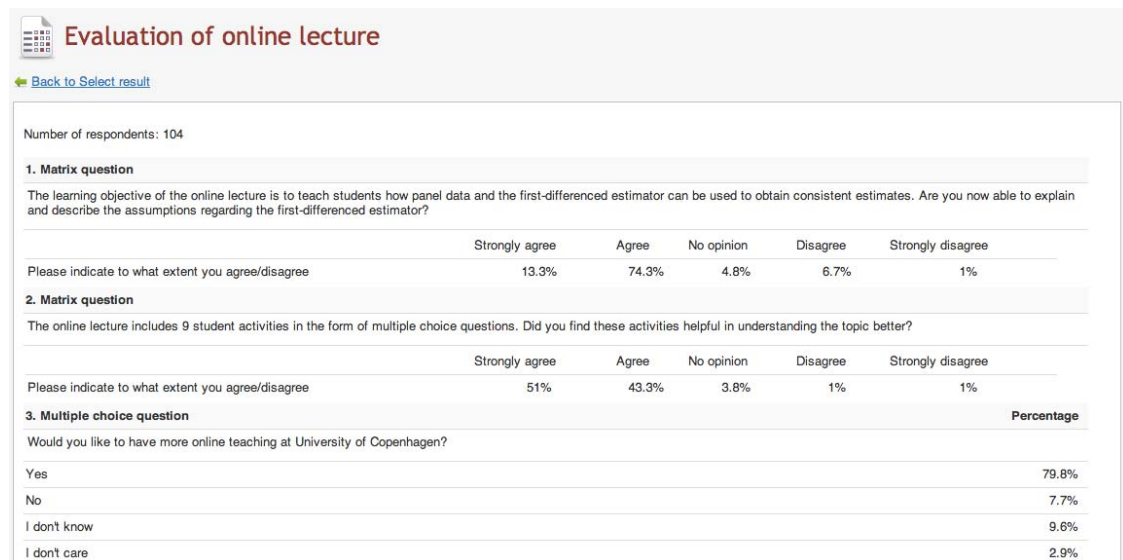 Evaluation of online lecture
Back to Select result
Number of respondents: 104
1. Matrix question
The learning objective of the online lecture is to teach students how panel data and the first-differenced estimator can be used to obtain consistent estimates. Are you now able to explain
and describe the assumptions regarding the first-differenced estimator?
Strongly agree Agree No opinion Disagree Strongly disagree
Please indicate to what extent you agree/disagree 13.3% 74.3% 4.8% 6.7% 1%
2. Matrix question
The online lecture includes 9 student activities in the form of multiple choice questions. Did you find these activities helpful in understanding the topic better?
Strongly agree Agree No opinion Disagree Strongly disagree
Please indicate to what extent you agree/disagree 51% 43.3% 3.8% 1% 1%
3. Multiple choice question Percentage
Would you like to have more online teaching at University of Copenhagen?
Yes 79.8%
No 7.7%
I don't know 9.6%
I don't care 2.9%